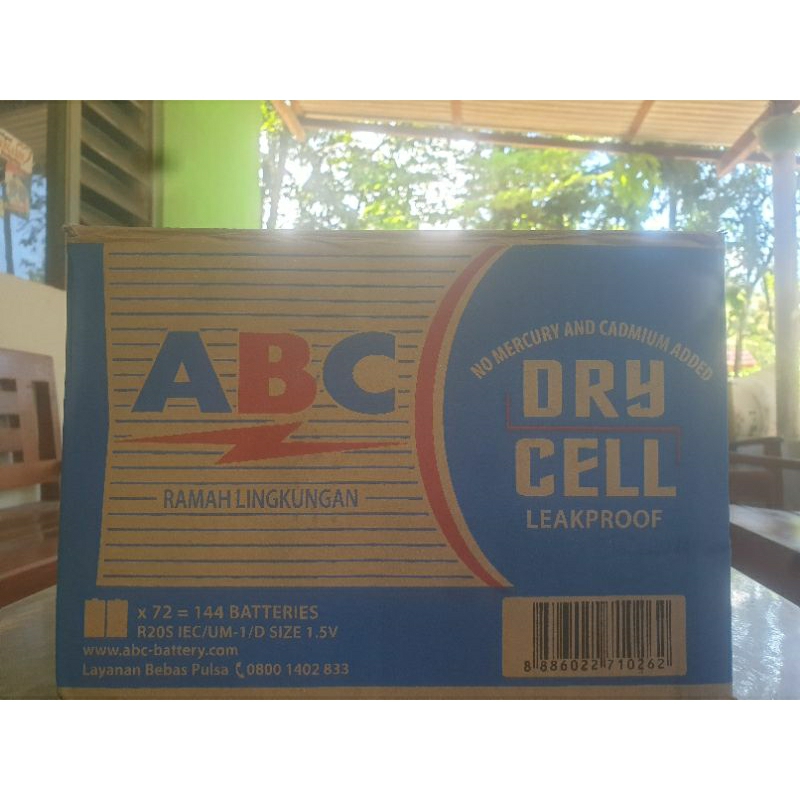 ABC
RAMAH LINGKUNGAN
NO MERCURY AND CADMIUM ADDED
DRY
CELL
LEAKPROOF
x 72 = 144 BATTERIES
R20S IEC/UM-1/D SIZE 1.5V
www.abc-battery.com
Layanan Bebas Pulsa 0800 1402 833
8 886022 710262